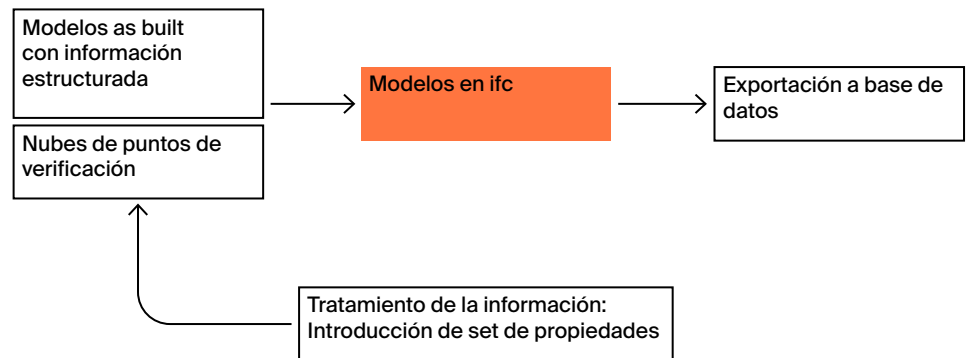 Modelos as built
con información
estructurada
Nubes de puntos de
verificación
Modelos en ifc
Exportación a base de
datos
Tratamiento de la información:
Introducción de set de propiedades